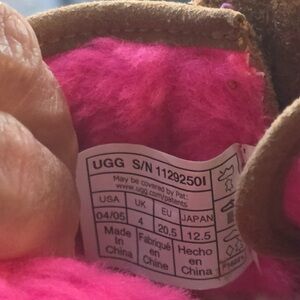 UGG S/N 1129250I
May be covered by Pat:
www.ugg.com/patents
USA UK EU JAPAN
04/05 4 20.5 12.5
Made in China Fabriqué en Chine Hecho en China